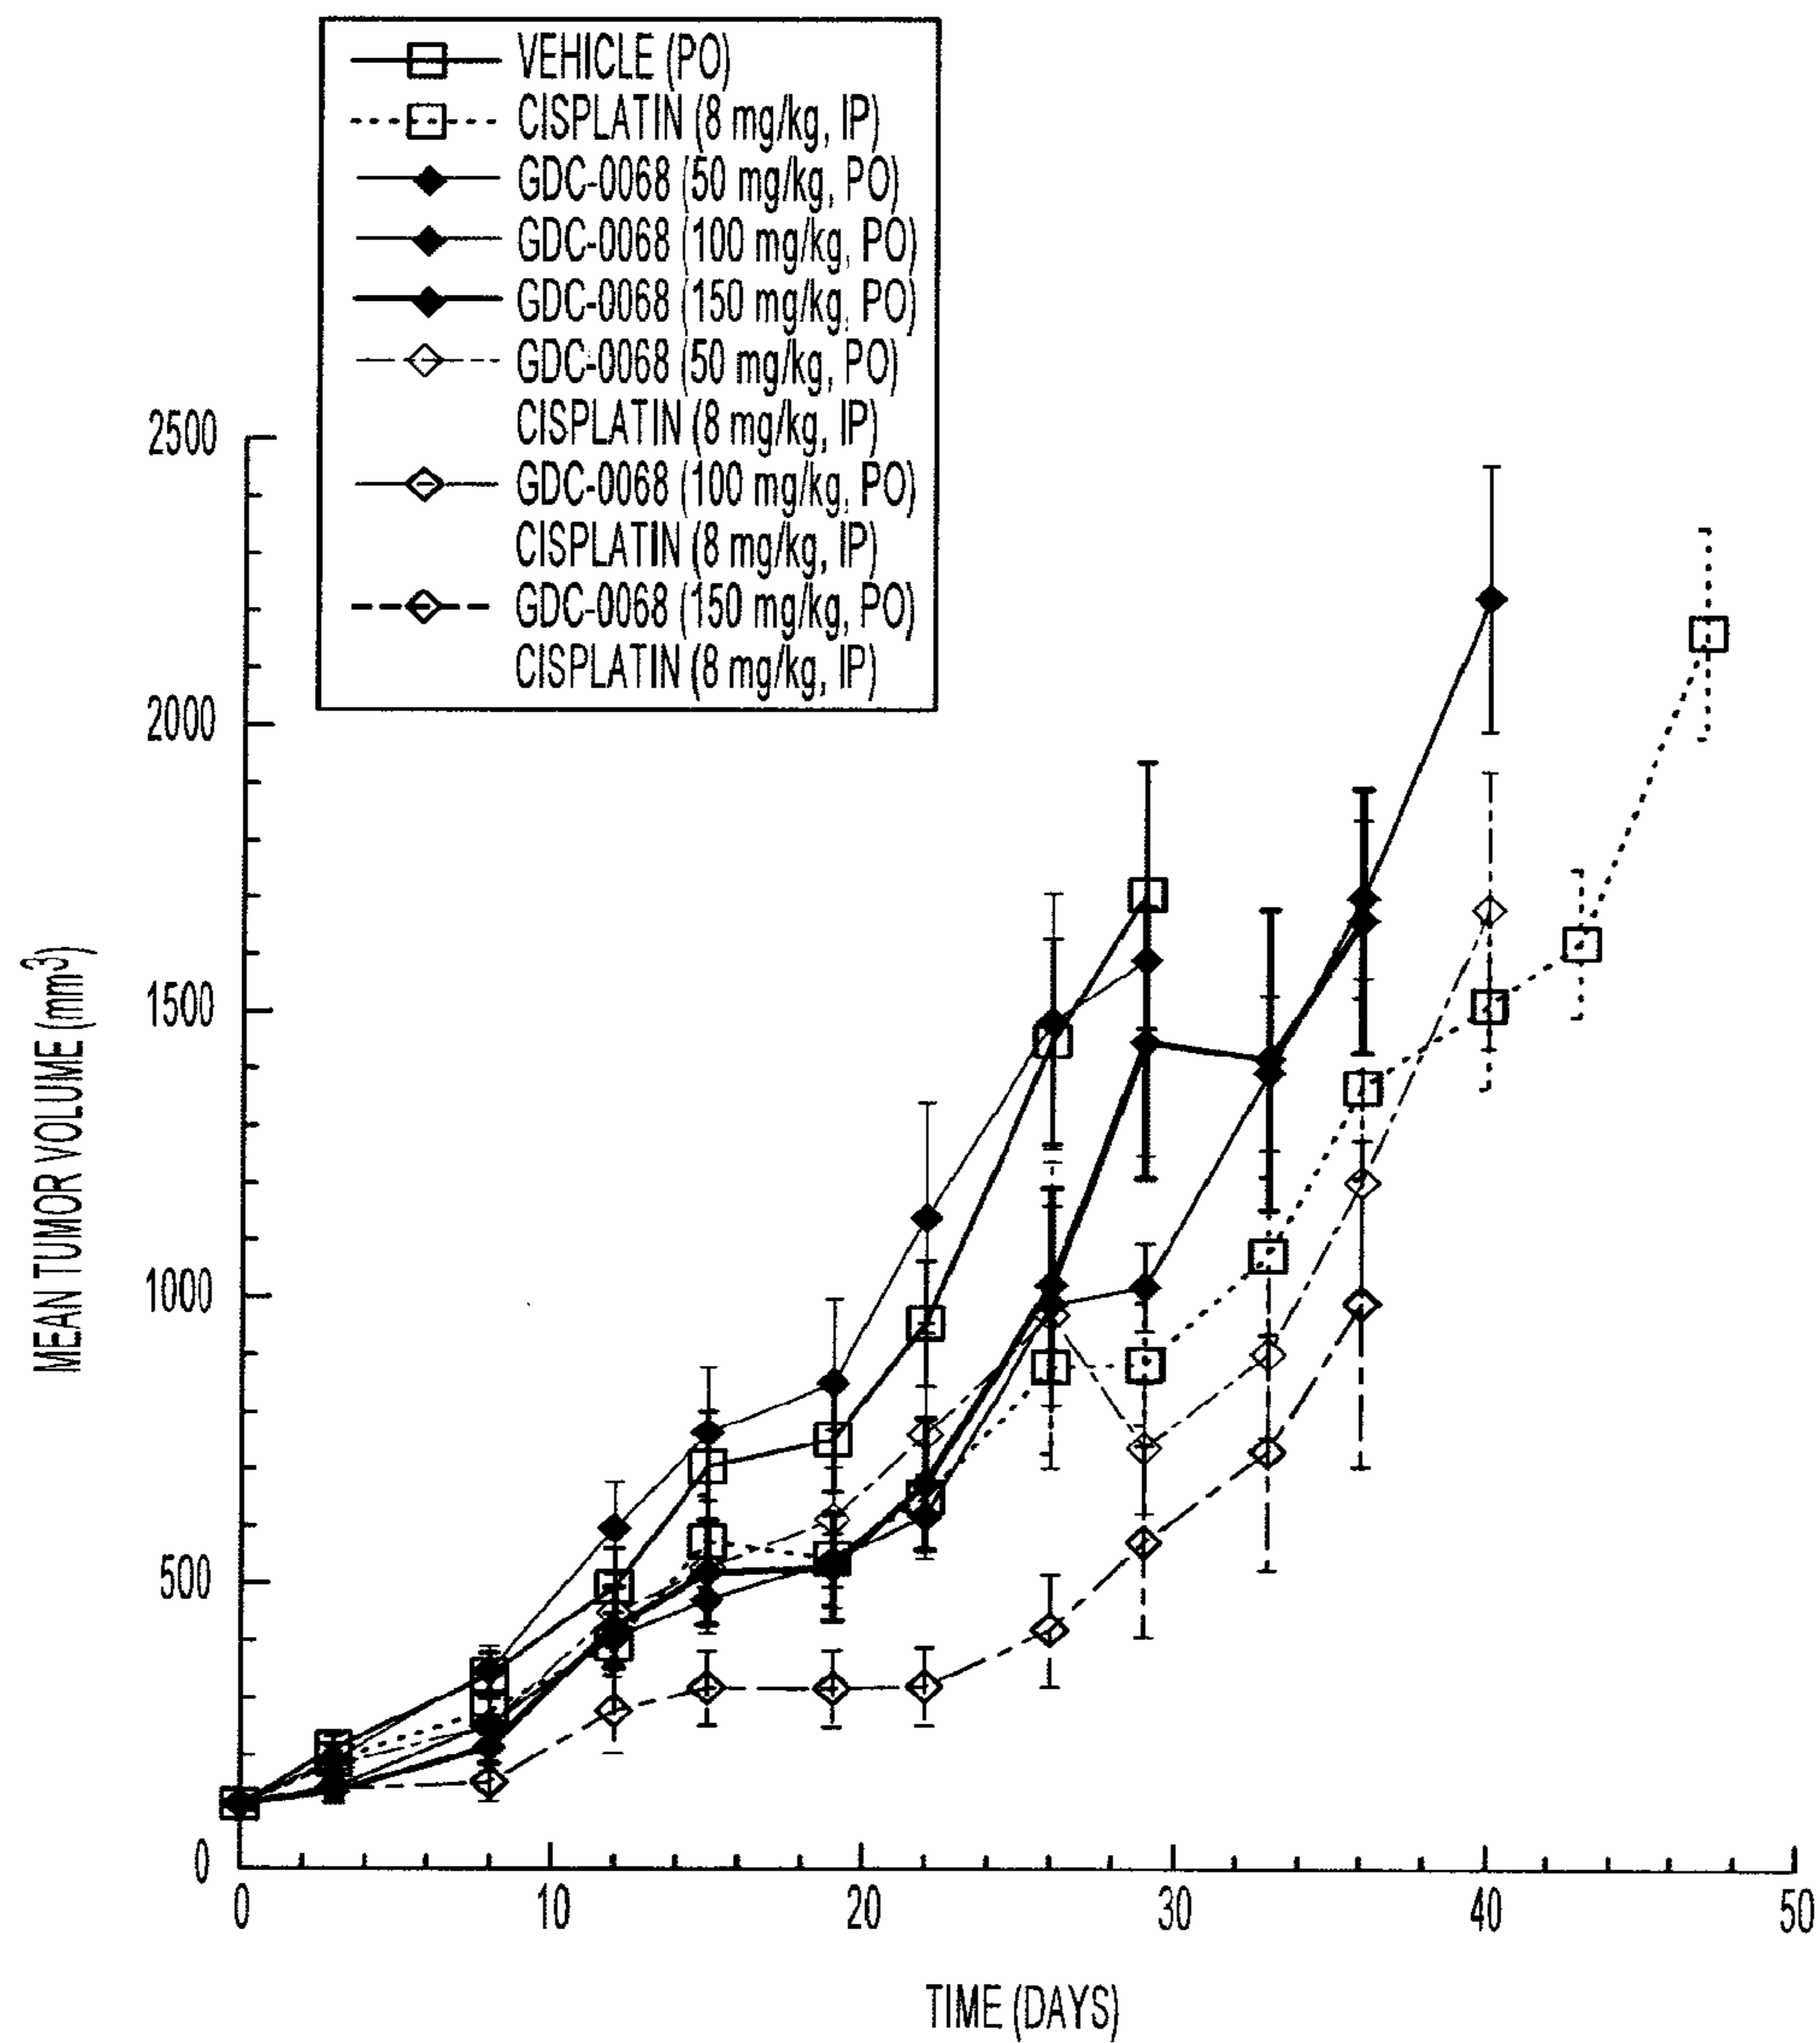 VEHICLE (PO)
CISPLATIN (8 mg/kg, IP)
GDC-0068 (50 mg/kg, PO)
GDC-0068 (100 mg/kg, PO)
GDC-0068 (150 mg/kg, PO)
GDC-0068 (50 mg/kg, PO)
CISPLATIN (8 mg/kg, IP)
GDC-0068 (100 mg/kg, PO)
CISPLATIN (8 mg/kg, IP)
GDC-0068 (150 mg/kg, PO)
CISPLATIN (8 mg/kg, IP)
2500
2000
1500
1000
500
0
MEAN TUMOR VOLUME (mm³)
0 10 20 30 40 50
TIME (DAYS)